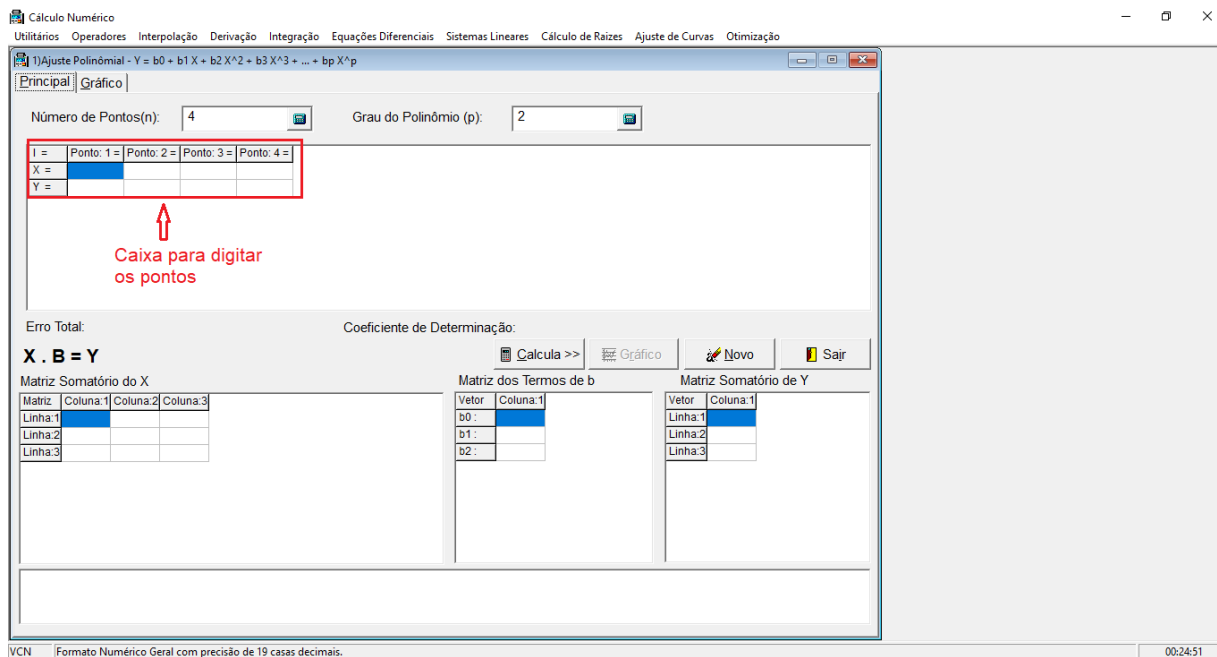 Cálculo Numérico
Utilitários Operadores Interpolação Derivação Integração Equações Diferenciais Sistemas Lineares Cálculo de Raizes Ajuste de Curvas Otimização
1)Ajuste Polinômial - Y = b0 + b1 X + b2 X^2 + b3 X^3 + ... + bp X^p
Principal Gráfico
Número de Pontos(n): 4 Grau do Polinômio (p): 2
I = Ponto: 1 = Ponto: 2 = Ponto: 3 = Ponto: 4 =
X =
Y =
Caixa para digitar
os pontos
Erro Total: Coeficiente de Determinação:
X . B = Y Calcula >> Gráfico Novo Sair
Matriz Somatório do X Matriz dos Termos de b Matriz Somatório de Y
Matriz Coluna:1 Coluna:2 Coluna:3 Vetor Coluna:1 Vetor Coluna:1
Linha:1 b0 : Linha:1
Linha:2 b1 : Linha:2
Linha:3 b2 : Linha:3
VCN Formato Numérico Geral com precisão de 19 casas decimais. 00:24:51